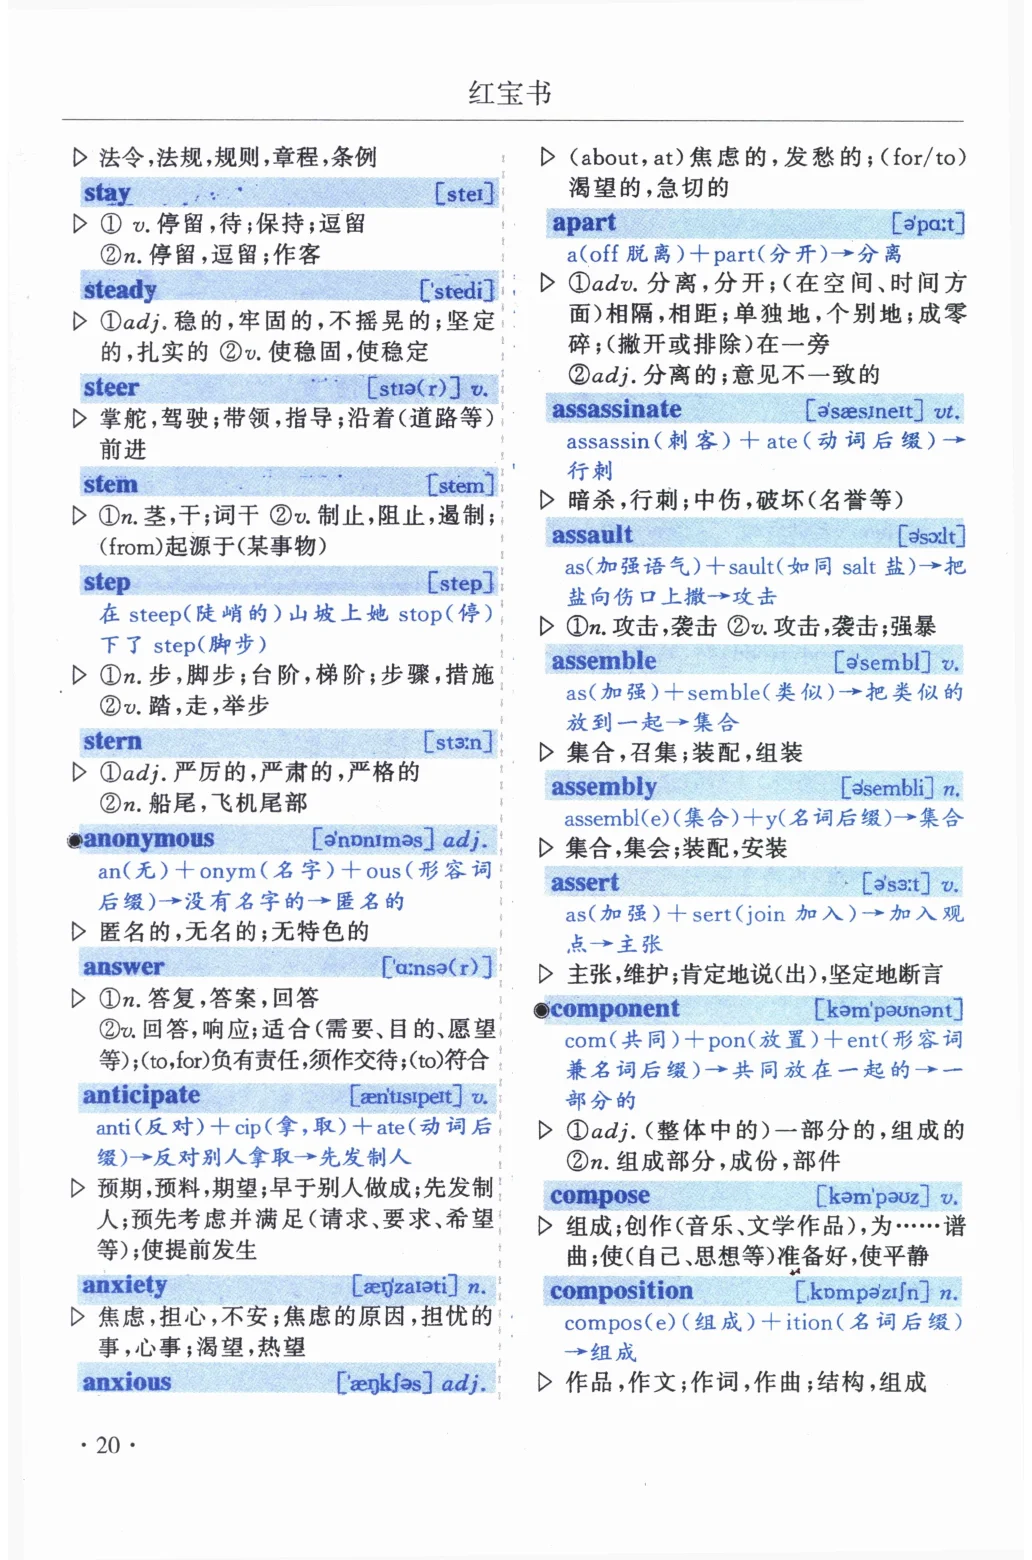 红宝书
▷ 法令,法规,规则,章程,条例
stay [steɪ]
▷ ① v.停留,待;保持;逗留
②n.停留,逗留;作客
steady ['stedi]
▷ ①adj.稳的,牢固的,不摇晃的;坚定
的,扎实的 ②v.使稳固,使稳定
steer [stɪə(r)] v.
▷ 掌舵,驾驶;带领,指导;沿着(道路等)
前进
stem [stem]
▷ ①n.茎,干;词干 ②v.制止,阻止,遏制;
(from)起源于(某事物)
step [step]
在 steep(陡峭的)山坡上她 stop(停)
下了 step(脚步)
▷ ①n.步,脚步;台阶,梯阶;步骤,措施
②v.踏,走,举步
stern [stɜːn]
▷ ①adj.严厉的,严肃的,严格的
②n.船尾,飞机尾部
◉anonymous [ə'nɒnɪməs] adj.
an(无)＋onym(名字)＋ous(形容词
后缀)→没有名字的→匿名的
▷ 匿名的,无名的;无特色的
answer ['ɑːnsə(r)]
▷ ①n.答复,答案,回答
②v.回答,响应;适合(需要、目的、愿望
等);(to,for)负有责任,须作交待;(to)符合
anticipate [æn'tɪsɪpeɪt] v.
anti(反对)＋cip(拿,取)＋ate(动词后
缀)→反对别人拿取→先发制人
▷ 预期,预料,期望;早于别人做成;先发制
人;预先考虑并满足(请求、要求、希望
等);使提前发生
anxiety [æŋ'zaɪəti] n.
▷ 焦虑,担心,不安;焦虑的原因,担忧的
事,心事;渴望,热望
anxious ['æŋkʃəs] adj.
▷ (about,at)焦虑的,发愁的;(for/to)
渴望的,急切的
apart [ə'pɑːt]
a(off 脱离)＋part(分开)→分离
▷ ①adv.分离,分开;(在空间、时间方
面)相隔,相距;单独地,个别地;成零
碎;(撇开或排除)在一旁
②adj.分离的;意见不一致的
assassinate [ə'sæsɪneɪt] vt.
assassin(刺客)＋ate(动词后缀)→
行刺
▷ 暗杀,行刺;中伤,破坏(名誉等)
assault [ə'sɔːlt]
as(加强语气)＋sault(如同 salt 盐)→把
盐向伤口上撒→攻击
▷ ①n.攻击,袭击 ②v.攻击,袭击;强暴
assemble [ə'sembl] v.
as(加强)＋semble(类似)→把类似的
放到一起→集合
▷ 集合,召集;装配,组装
assembly [ə'sembli] n.
assembl(e)(集合)＋y(名词后缀)→集合
▷ 集合,集会;装配,安装
assert [ə'sɜːt] v.
as(加强)＋sert(join 加入)→加入观
点→主张
▷ 主张,维护;肯定地说(出),坚定地断言
◉component [kəm'pəʊnənt]
com(共同)＋pon(放置)＋ent(形容词
兼名词后缀)→共同放在一起的→一
部分的
▷ ①adj.(整体中的)一部分的,组成的
②n.组成部分,成份,部件
compose [kəm'pəʊz] v.
▷ 组成;创作(音乐、文学作品),为……谱
曲;使(自己、思想等)准备好,使平静
composition [ˌkɒmpə'zɪʃn] n.
compos(e)(组成)＋ition(名词后缀)
→组成
▷ 作品,作文;作词,作曲;结构,组成
·20·